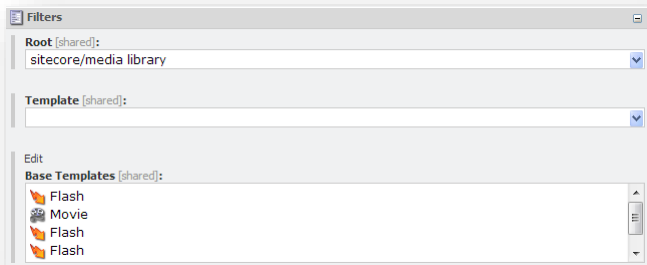 Filters
Root [shared]:
sitecore/media library
Template [shared]:
Edit
Base Templates [shared]:
Flash
Movie
Flash
Flash